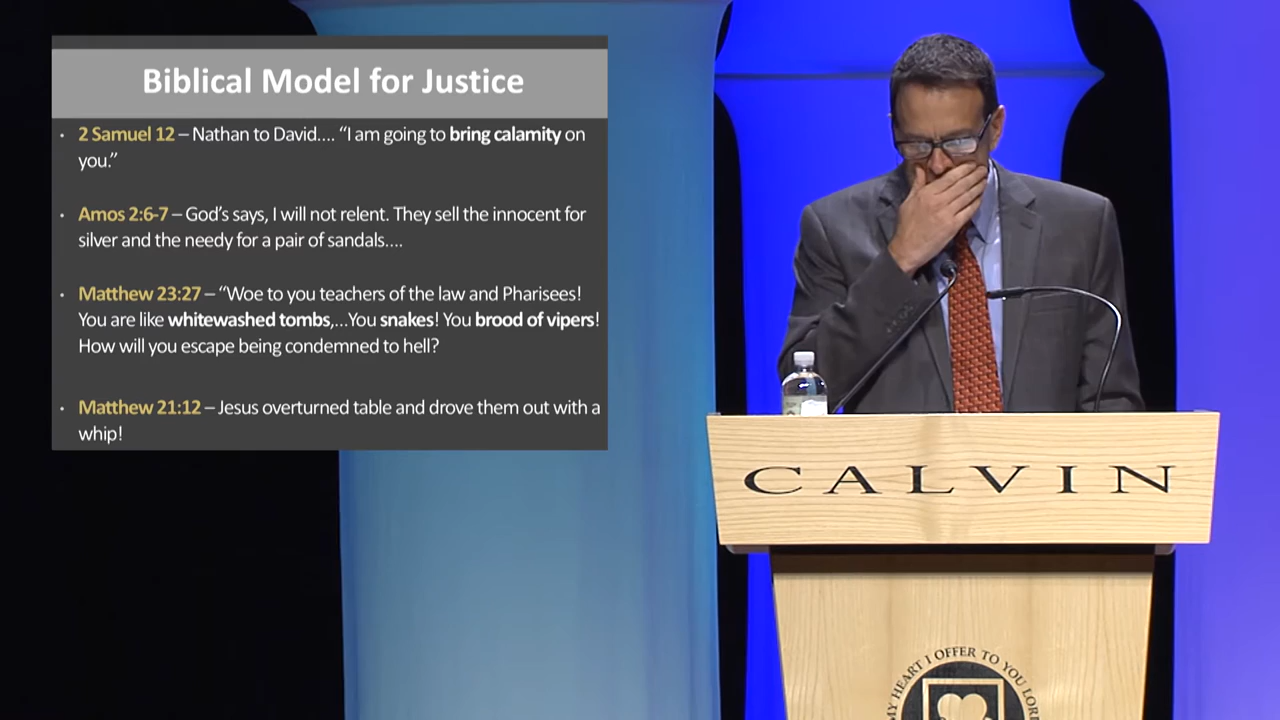 Biblical Model for Justice
• 2 Samuel 12 – Nathan to David.... “I am going to bring calamity on
you.”
• Amos 2:6-7 – God’s says, I will not relent. They sell the innocent for
silver and the needy for a pair of sandals....
• Matthew 23:27 – “Woe to you teachers of the law and Pharisees!
You are like whitewashed tombs,...You snakes! You brood of vipers!
How will you escape being condemned to hell?
• Matthew 21:12 – Jesus overturned table and drove them out with a
whip!
CALVIN
MY HEART I OFFER TO YOU LORD